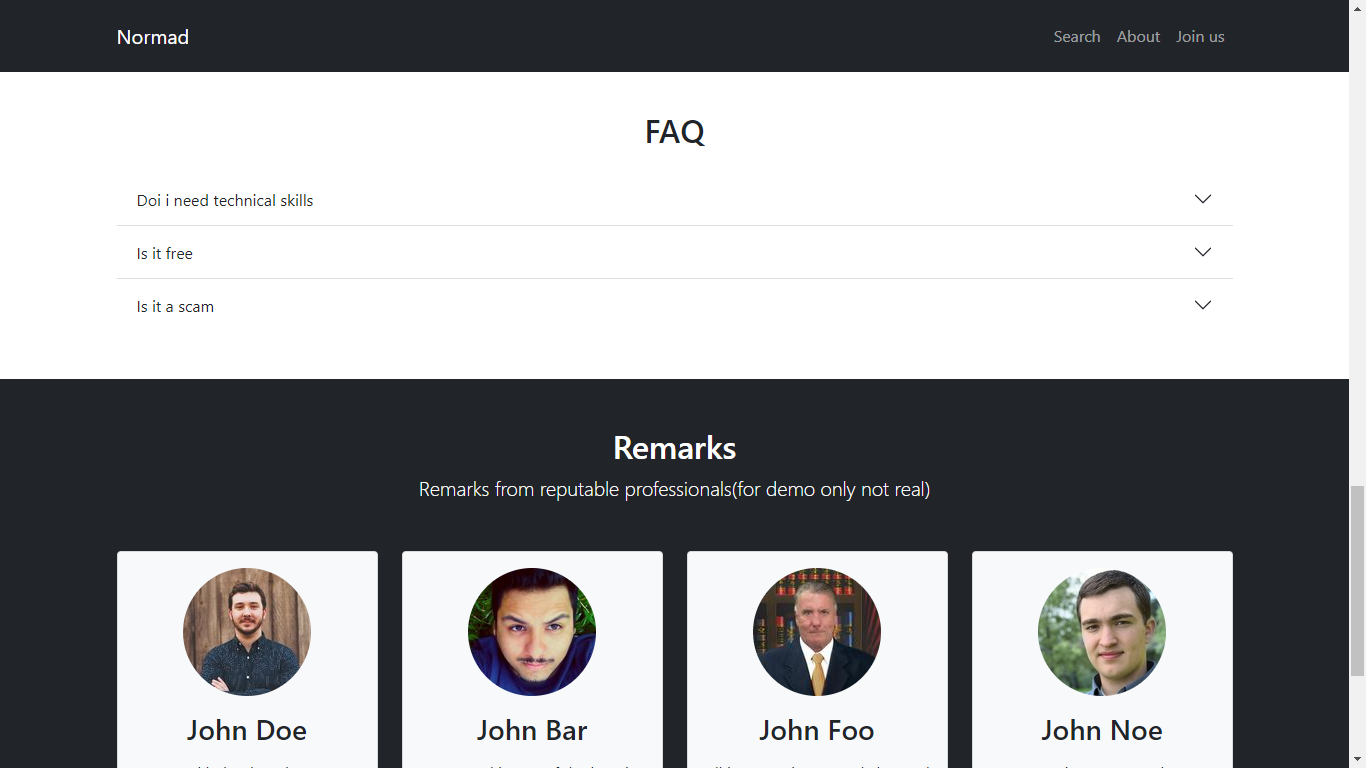 Normad
Search About Join us
FAQ
Doi i need technical skills
Is it free
Is it a scam
Remarks
Remarks from reputable professionals(for demo only not real)
John Doe
John Bar
John Foo
John Noe